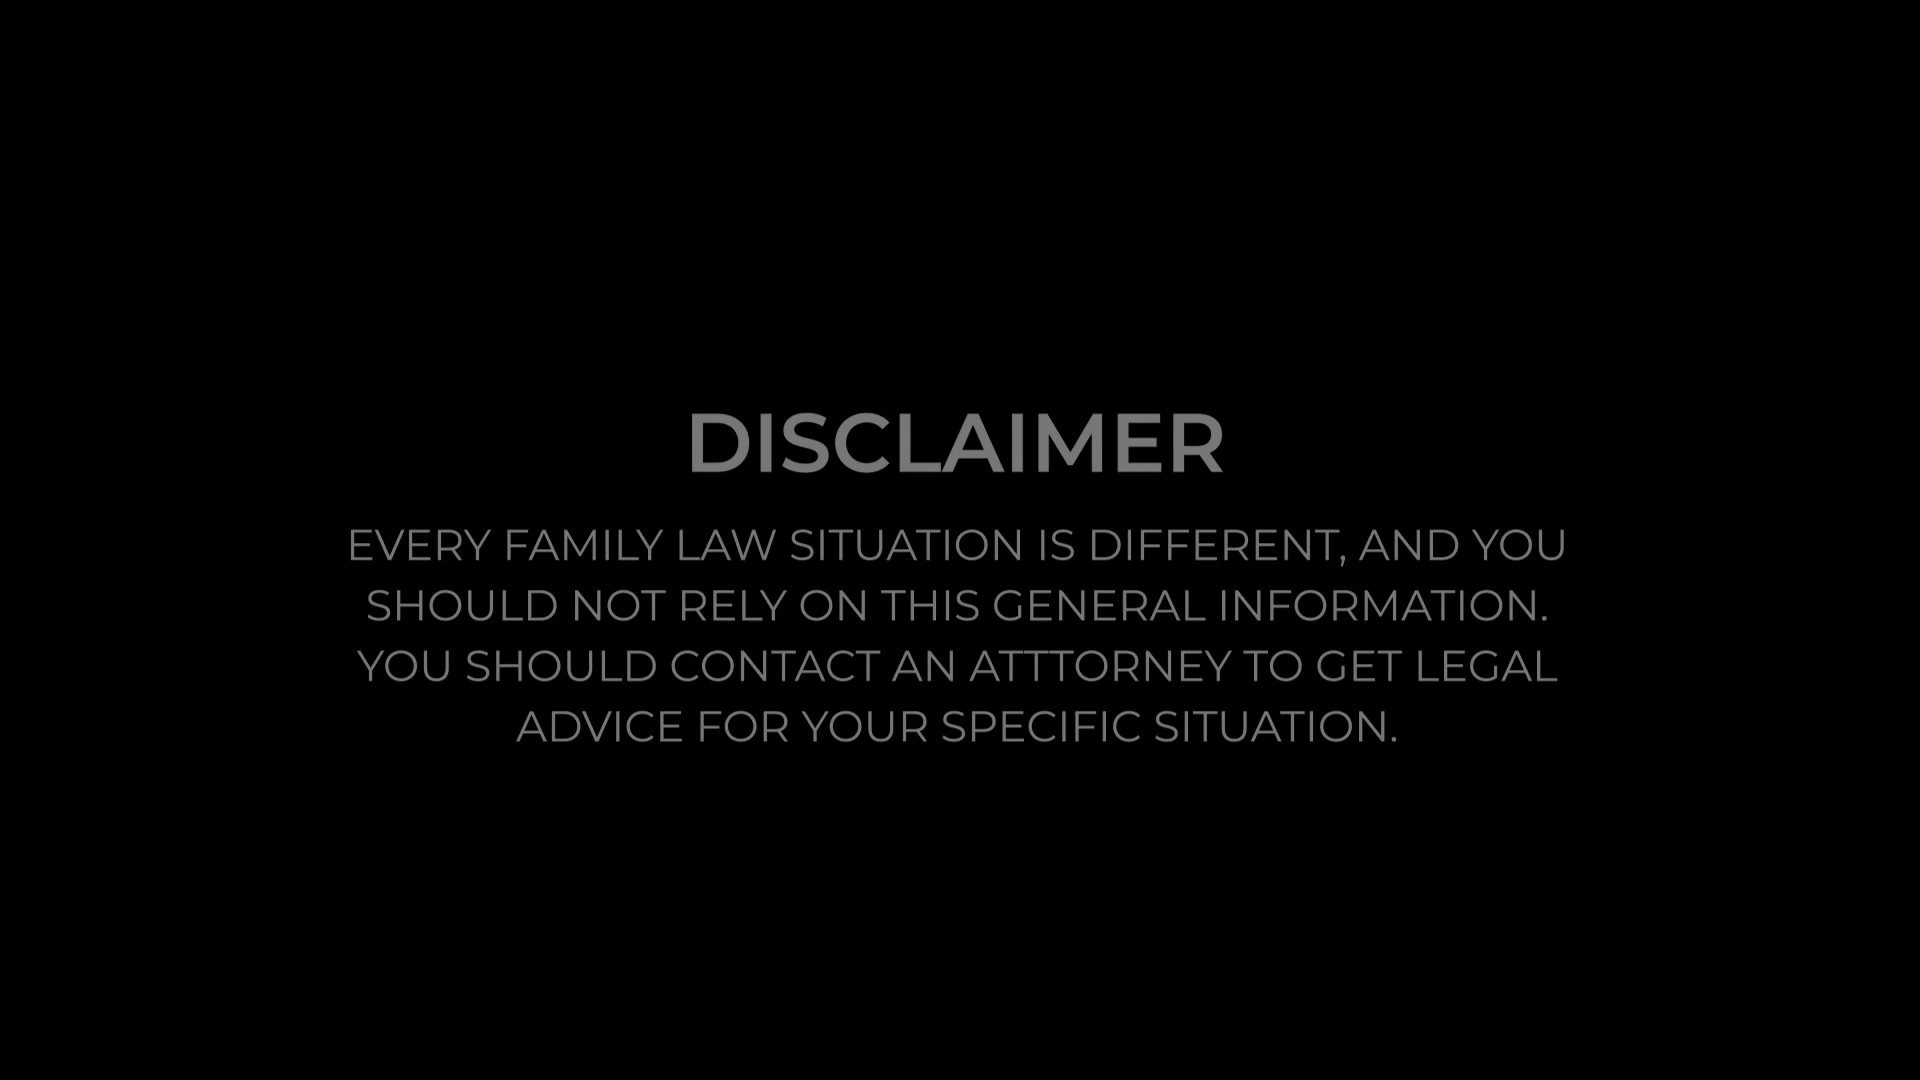 DISCLAIMER
EVERY FAMILY LAW SITUATION IS DIFFERENT, AND YOU
SHOULD NOT RELY ON THIS GENERAL INFORMATION.
YOU SHOULD CONTACT AN ATTTORNEY TO GET LEGAL
ADVICE FOR YOUR SPECIFIC SITUATION.